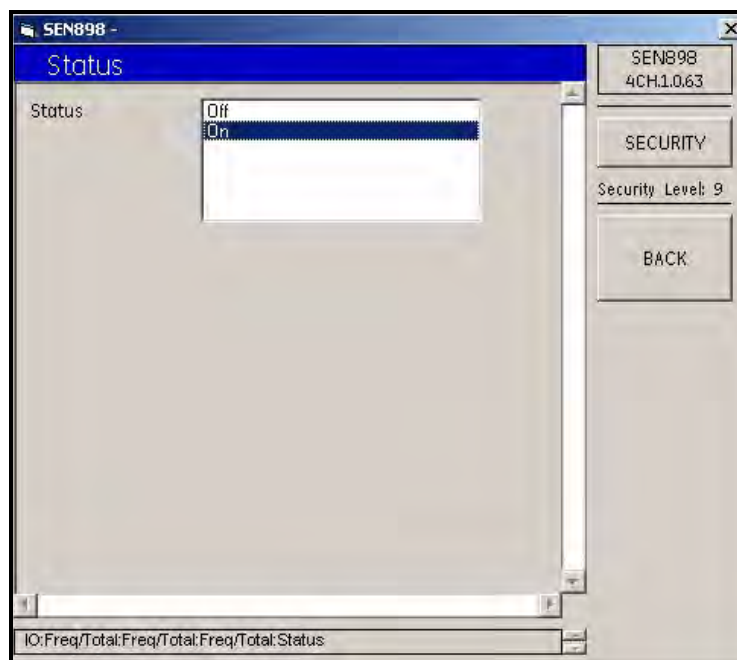 SEN898 -
Status
SEN898
4CH.1.0.63
Status
Off
On
SECURITY
Security Level: 9
BACK
IO:Freq/Total:Freq/Total:Freq/Total:Status